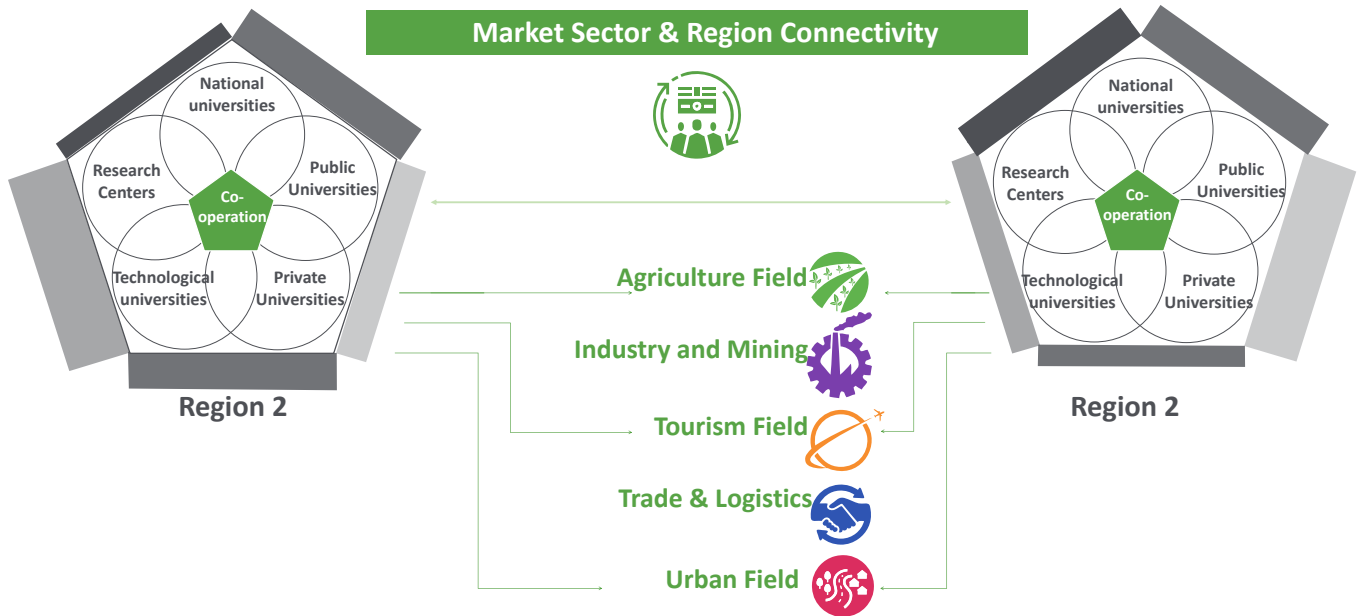 Market Sector & Region Connectivity
National
universities
Research
Centers
Public
Universities
Co-
operation
Technological
universities
Private
Universities
Region 2
National
universities
Research
Centers
Public
Universities
Co-
operation
Technological
universities
Private
Universities
Region 2
Agriculture Field
Industry and Mining
Tourism Field
Trade & Logistics
Urban Field